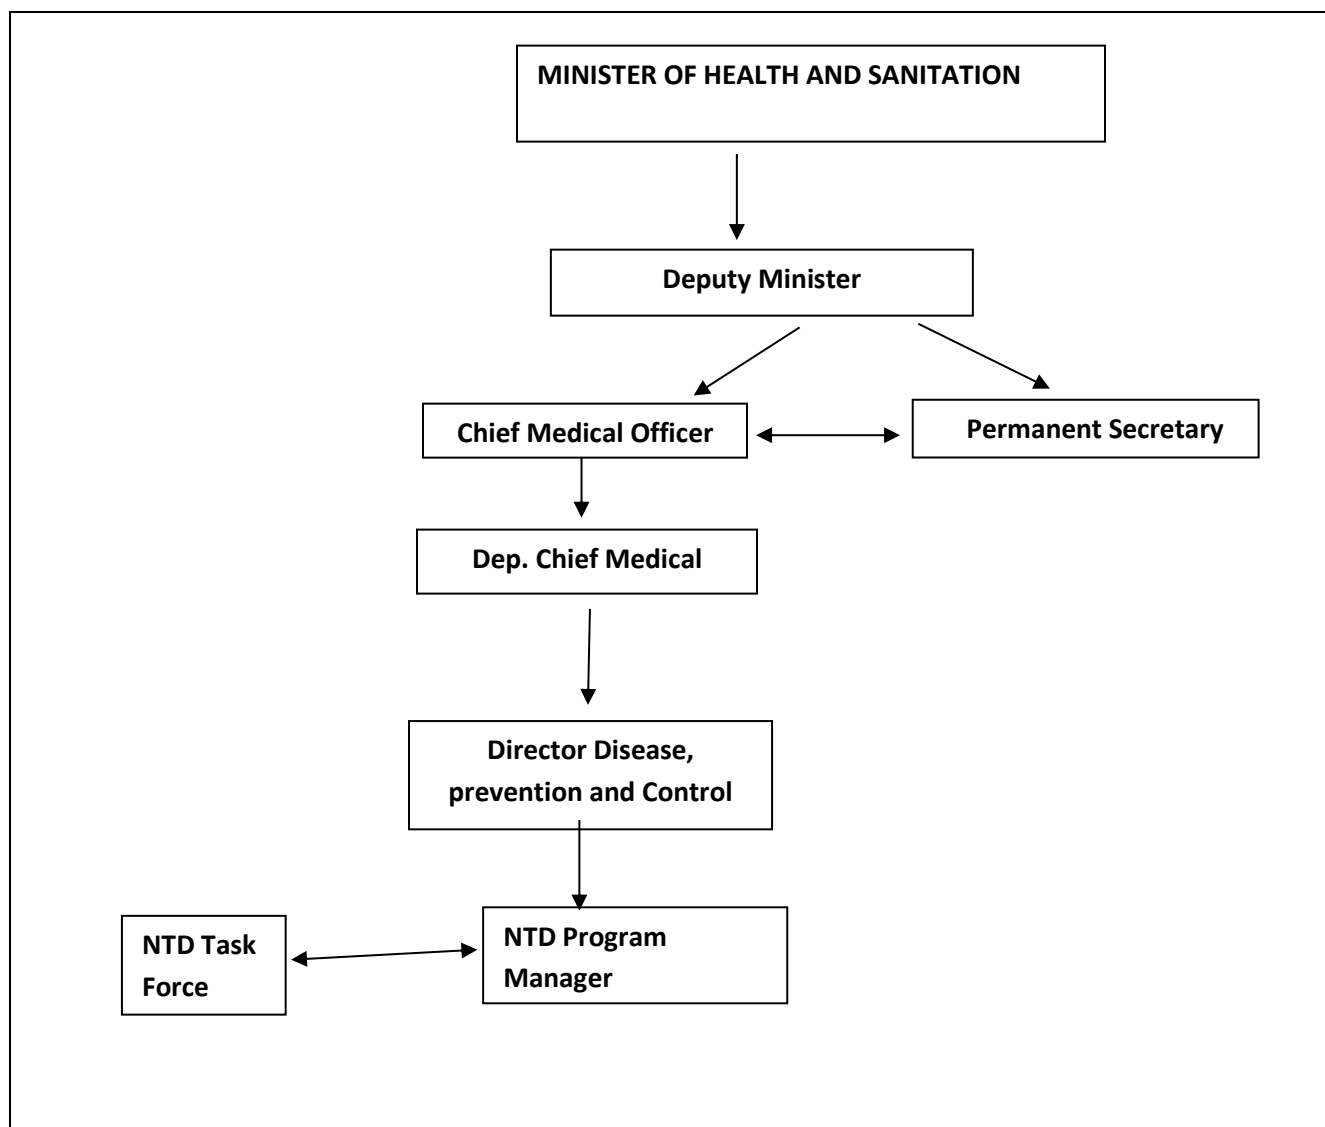 MINISTER OF HEALTH AND SANITATION
Deputy Minister
Chief Medical Officer
Permanent Secretary
Dep. Chief Medical
Director Disease,
prevention and Control
NTD Task
Force
NTD Program
Manager